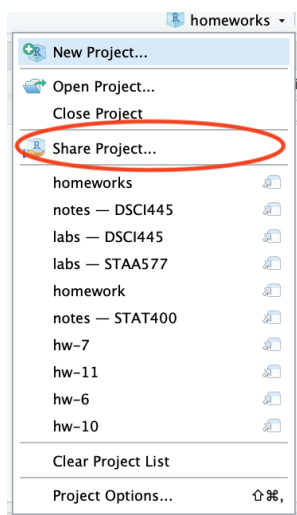 homeworks
New Project...
Open Project...
Close Project
Share Project...
homeworks
notes — DSCI445
labs — DSCI445
labs — STAA577
homework
notes — STAT400
hw-7
hw-11
hw-6
hw-10
Clear Project List
Project Options... ⇧⌘,